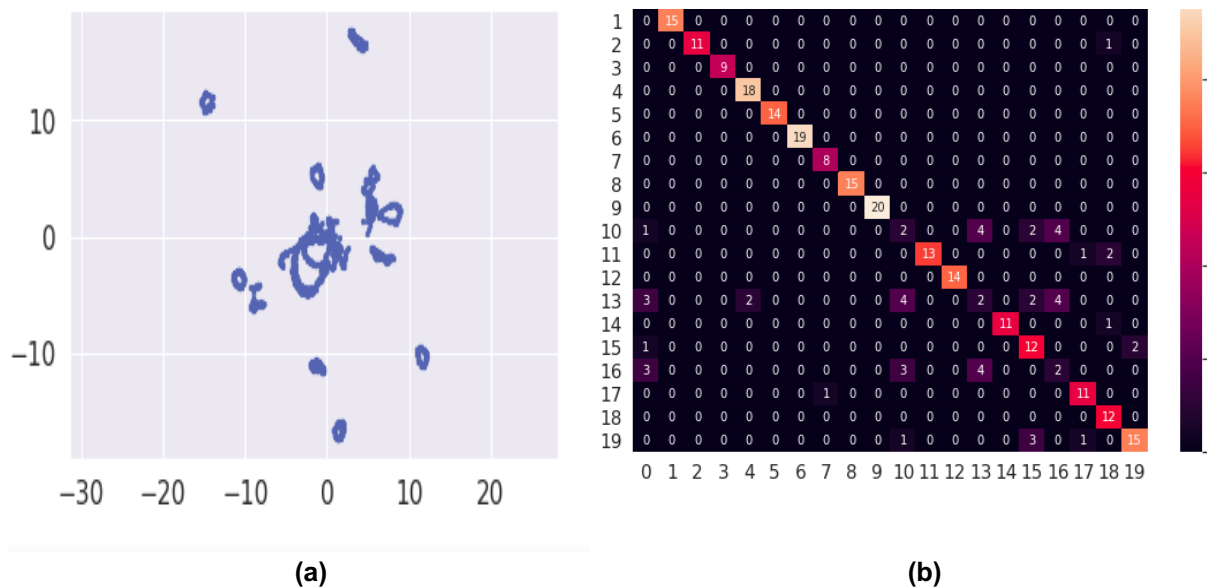 10
0
−10
−30 −20 −10 0 10 20
(a)
1 0 15 0 0 0 0 0 0 0 0 0 0 0 0 0 0 0 0 0 0
2 0 0 11 0 0 0 0 0 0 0 0 0 0 0 0 0 0 0 1 0
3 0 0 0 9 0 0 0 0 0 0 0 0 0 0 0 0 0 0 0 0
4 0 0 0 0 18 0 0 0 0 0 0 0 0 0 0 0 0 0 0 0
5 0 0 0 0 0 14 0 0 0 0 0 0 0 0 0 0 0 0 0 0
6 0 0 0 0 0 0 19 0 0 0 0 0 0 0 0 0 0 0 0 0
7 0 0 0 0 0 0 0 8 0 0 0 0 0 0 0 0 0 0 0 0
8 0 0 0 0 0 0 0 0 15 0 0 0 0 0 0 0 0 0 0 0
9 0 0 0 0 0 0 0 0 0 20 0 0 0 0 0 0 0 0 0 0
10 1 0 0 0 0 0 0 0 0 0 2 0 0 4 0 2 4 0 0 0
11 0 0 0 0 0 0 0 0 0 0 0 13 0 0 0 0 0 1 2 0
12 0 0 0 0 0 0 0 0 0 0 0 0 14 0 0 0 0 0 0 0
13 3 0 0 0 2 0 0 0 0 0 4 0 0 2 0 2 4 0 0 0
14 0 0 0 0 0 0 0 0 0 0 0 0 0 0 11 0 0 0 1 0
15 1 0 0 0 0 0 0 0 0 0 0 0 0 0 0 12 0 0 0 2
16 3 0 0 0 0 0 0 0 0 0 3 0 0 4 0 0 2 0 0 0
17 0 0 0 0 0 0 0 1 0 0 0 0 0 0 0 0 0 11 0 0
18 0 0 0 0 0 0 0 0 0 0 0 0 0 0 0 0 0 0 12 0
19 0 0 0 0 0 0 0 0 0 0 1 0 0 0 0 3 0 1 0 15
0 1 2 3 4 5 6 7 8 9 10 11 12 13 14 15 16 17 18 19
(b)